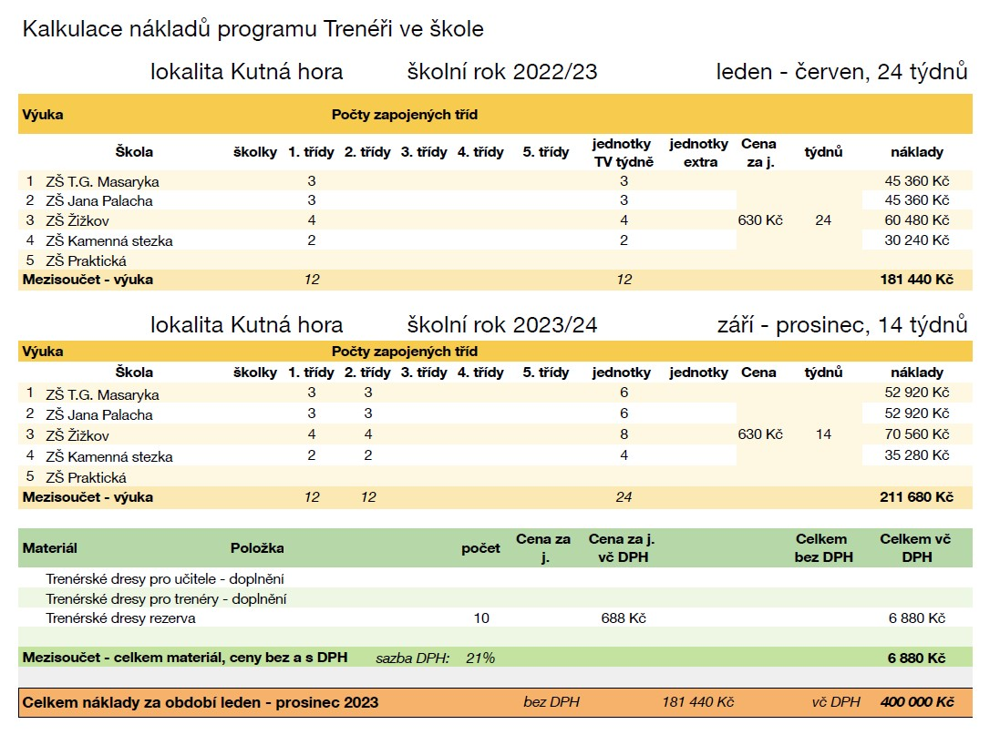 Kalkulace nákladů programu Trenéři ve škole
lokalita Kutná hora školní rok 2022/23 leden - červen, 24 týdnů
Výuka Počty zapojených tříd
Škola školky 1. třídy 2. třídy 3. třídy 4. třídy 5. třídy jednotky TV týdně jednotky extra Cena za j. týdnů náklady
1 ZŠ T.G. Masaryka 3 3 45 360 Kč
2 ZŠ Jana Palacha 3 3 45 360 Kč
3 ZŠ Žižkov 4 4 630 Kč 24 60 480 Kč
4 ZŠ Kamenná stezka 2 2 30 240 Kč
5 ZŠ Praktická
Mezisoučet - výuka 12 12 181 440 Kč
lokalita Kutná hora školní rok 2023/24 září - prosinec, 14 týdnů
Výuka Počty zapojených tříd
Škola školky 1. třídy 2. třídy 3. třídy 4. třídy 5. třídy jednotky jednotky Cena týdnů náklady
1 ZŠ T.G. Masaryka 3 3 6 52 920 Kč
2 ZŠ Jana Palacha 3 3 6 52 920 Kč
3 ZŠ Žižkov 4 4 8 630 Kč 14 70 560 Kč
4 ZŠ Kamenná stezka 2 2 4 35 280 Kč
5 ZŠ Praktická
Mezisoučet - výuka 12 12 24 211 680 Kč
Materiál Položka počet Cena za j. Cena za j. vč DPH Celkem bez DPH Celkem vč DPH
Trenérské dresy pro učitele - doplnění
Trenérské dresy pro trenéry - doplnění
Trenérské dresy rezerva 10 688 Kč 6 880 Kč
Mezisoučet - celkem materiál, ceny bez a s DPH sazba DPH: 21% 6 880 Kč
Celkem náklady za období leden - prosinec 2023 bez DPH 181 440 Kč vč DPH 400 000 Kč